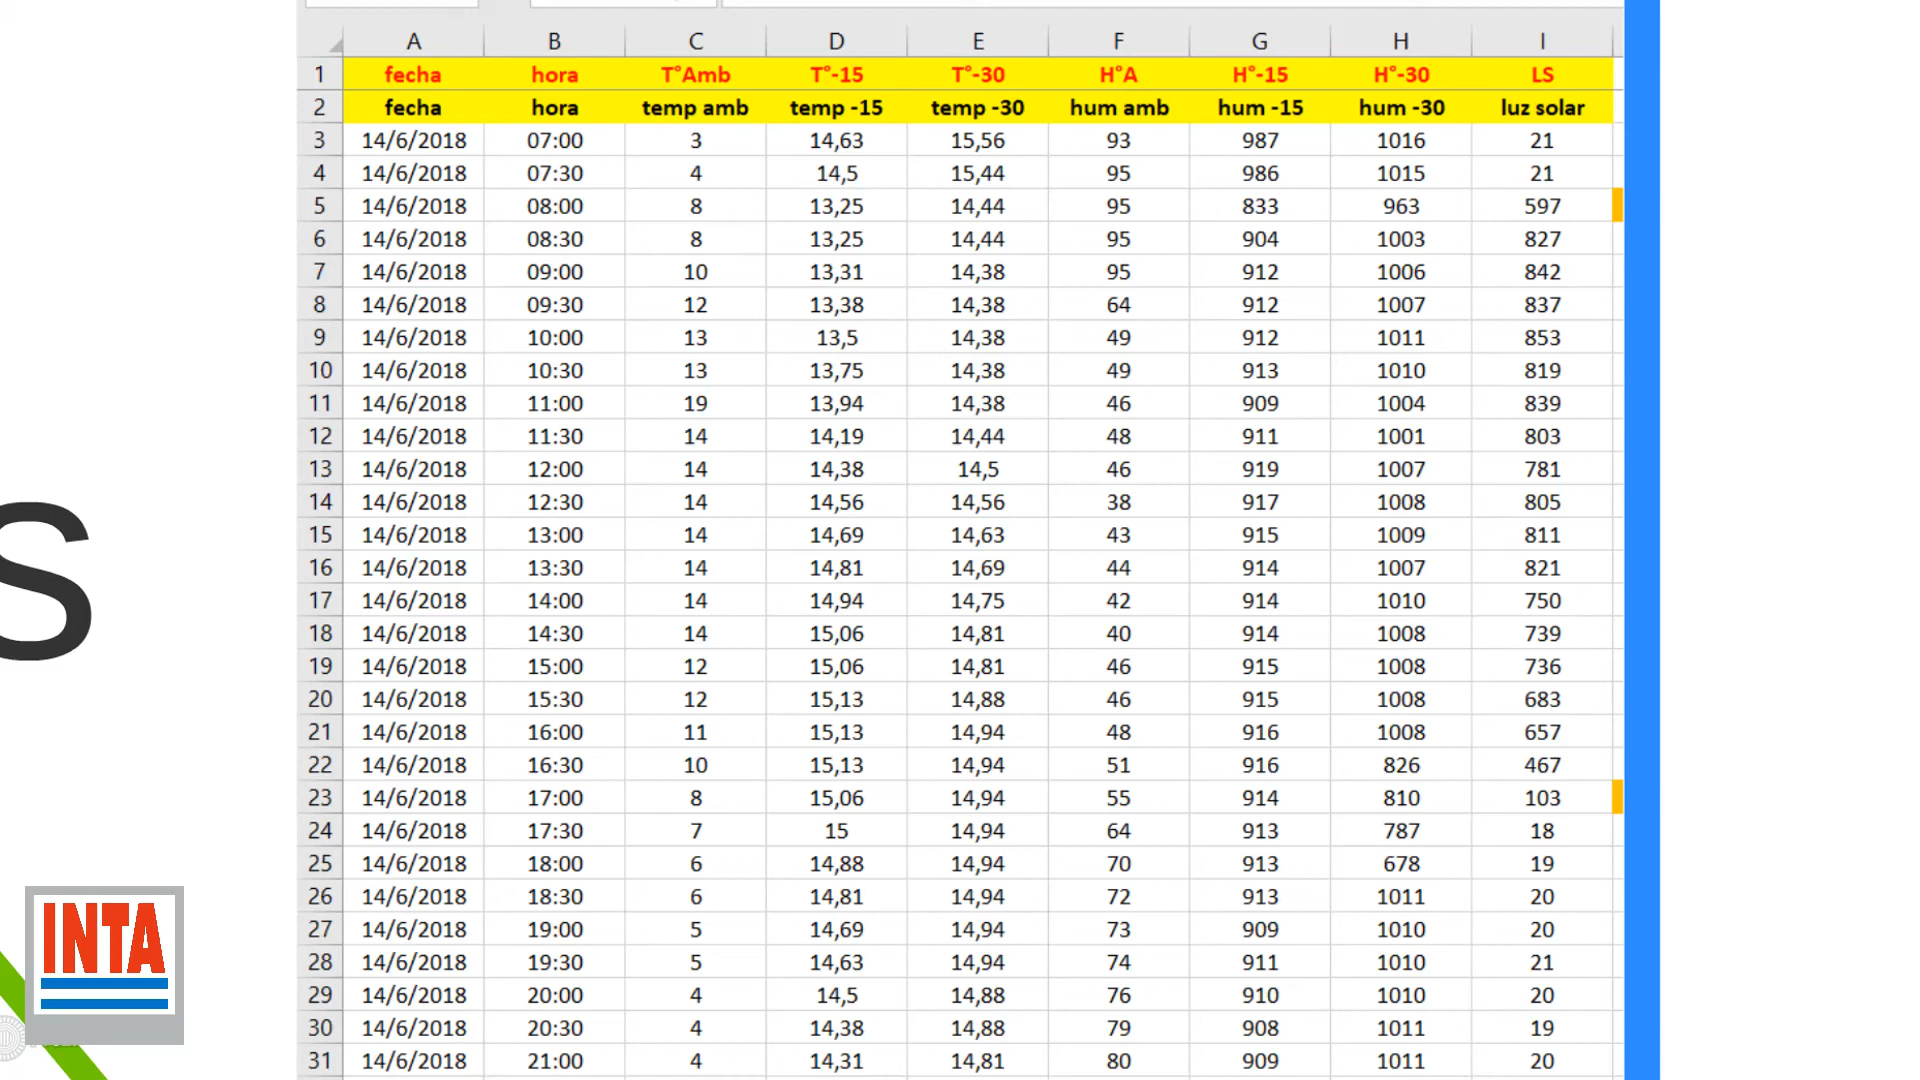 A B C D E F G H I
1 fecha hora T°Amb T°-15 T°-30 H°A H°-15 H°-30 LS
2 fecha hora temp amb temp -15 temp -30 hum amb hum -15 hum -30 luz solar
3 14/6/2018 07:00 3 14,63 15,56 93 987 1016 21
4 14/6/2018 07:30 4 14,5 15,44 95 986 1015 21
5 14/6/2018 08:00 8 13,25 14,44 95 833 963 597
6 14/6/2018 08:30 8 13,25 14,44 95 904 1003 827
7 14/6/2018 09:00 10 13,31 14,38 95 912 1006 842
8 14/6/2018 09:30 12 13,38 14,38 64 912 1007 837
9 14/6/2018 10:00 13 13,5 14,38 49 912 1011 853
10 14/6/2018 10:30 13 13,75 14,38 49 913 1010 819
11 14/6/2018 11:00 19 13,94 14,38 46 909 1004 839
12 14/6/2018 11:30 14 14,19 14,44 48 911 1001 803
13 14/6/2018 12:00 14 14,38 14,5 46 919 1007 781
14 14/6/2018 12:30 14 14,56 14,56 38 917 1008 805
15 14/6/2018 13:00 14 14,69 14,63 43 915 1009 811
16 14/6/2018 13:30 14 14,81 14,69 44 914 1007 821
17 14/6/2018 14:00 14 14,94 14,75 42 914 1010 750
18 14/6/2018 14:30 14 15,06 14,81 40 914 1008 739
19 14/6/2018 15:00 12 15,06 14,81 46 915 1008 736
20 14/6/2018 15:30 12 15,13 14,88 46 915 1008 683
21 14/6/2018 16:00 11 15,13 14,94 48 916 1008 657
22 14/6/2018 16:30 10 15,13 14,94 51 916 826 467
23 14/6/2018 17:00 8 15,06 14,94 55 914 810 103
24 14/6/2018 17:30 7 15 14,94 64 913 787 18
25 14/6/2018 18:00 6 14,88 14,94 70 913 678 19
26 14/6/2018 18:30 6 14,81 14,94 72 913 1011 20
27 14/6/2018 19:00 5 14,69 14,94 73 909 1010 20
28 14/6/2018 19:30 5 14,63 14,94 74 911 1010 21
29 14/6/2018 20:00 4 14,5 14,88 76 910 1010 20
30 14/6/2018 20:30 4 14,38 14,88 79 908 1011 19
31 14/6/2018 21:00 4 14,31 14,81 80 909 1011 20
s
INTA